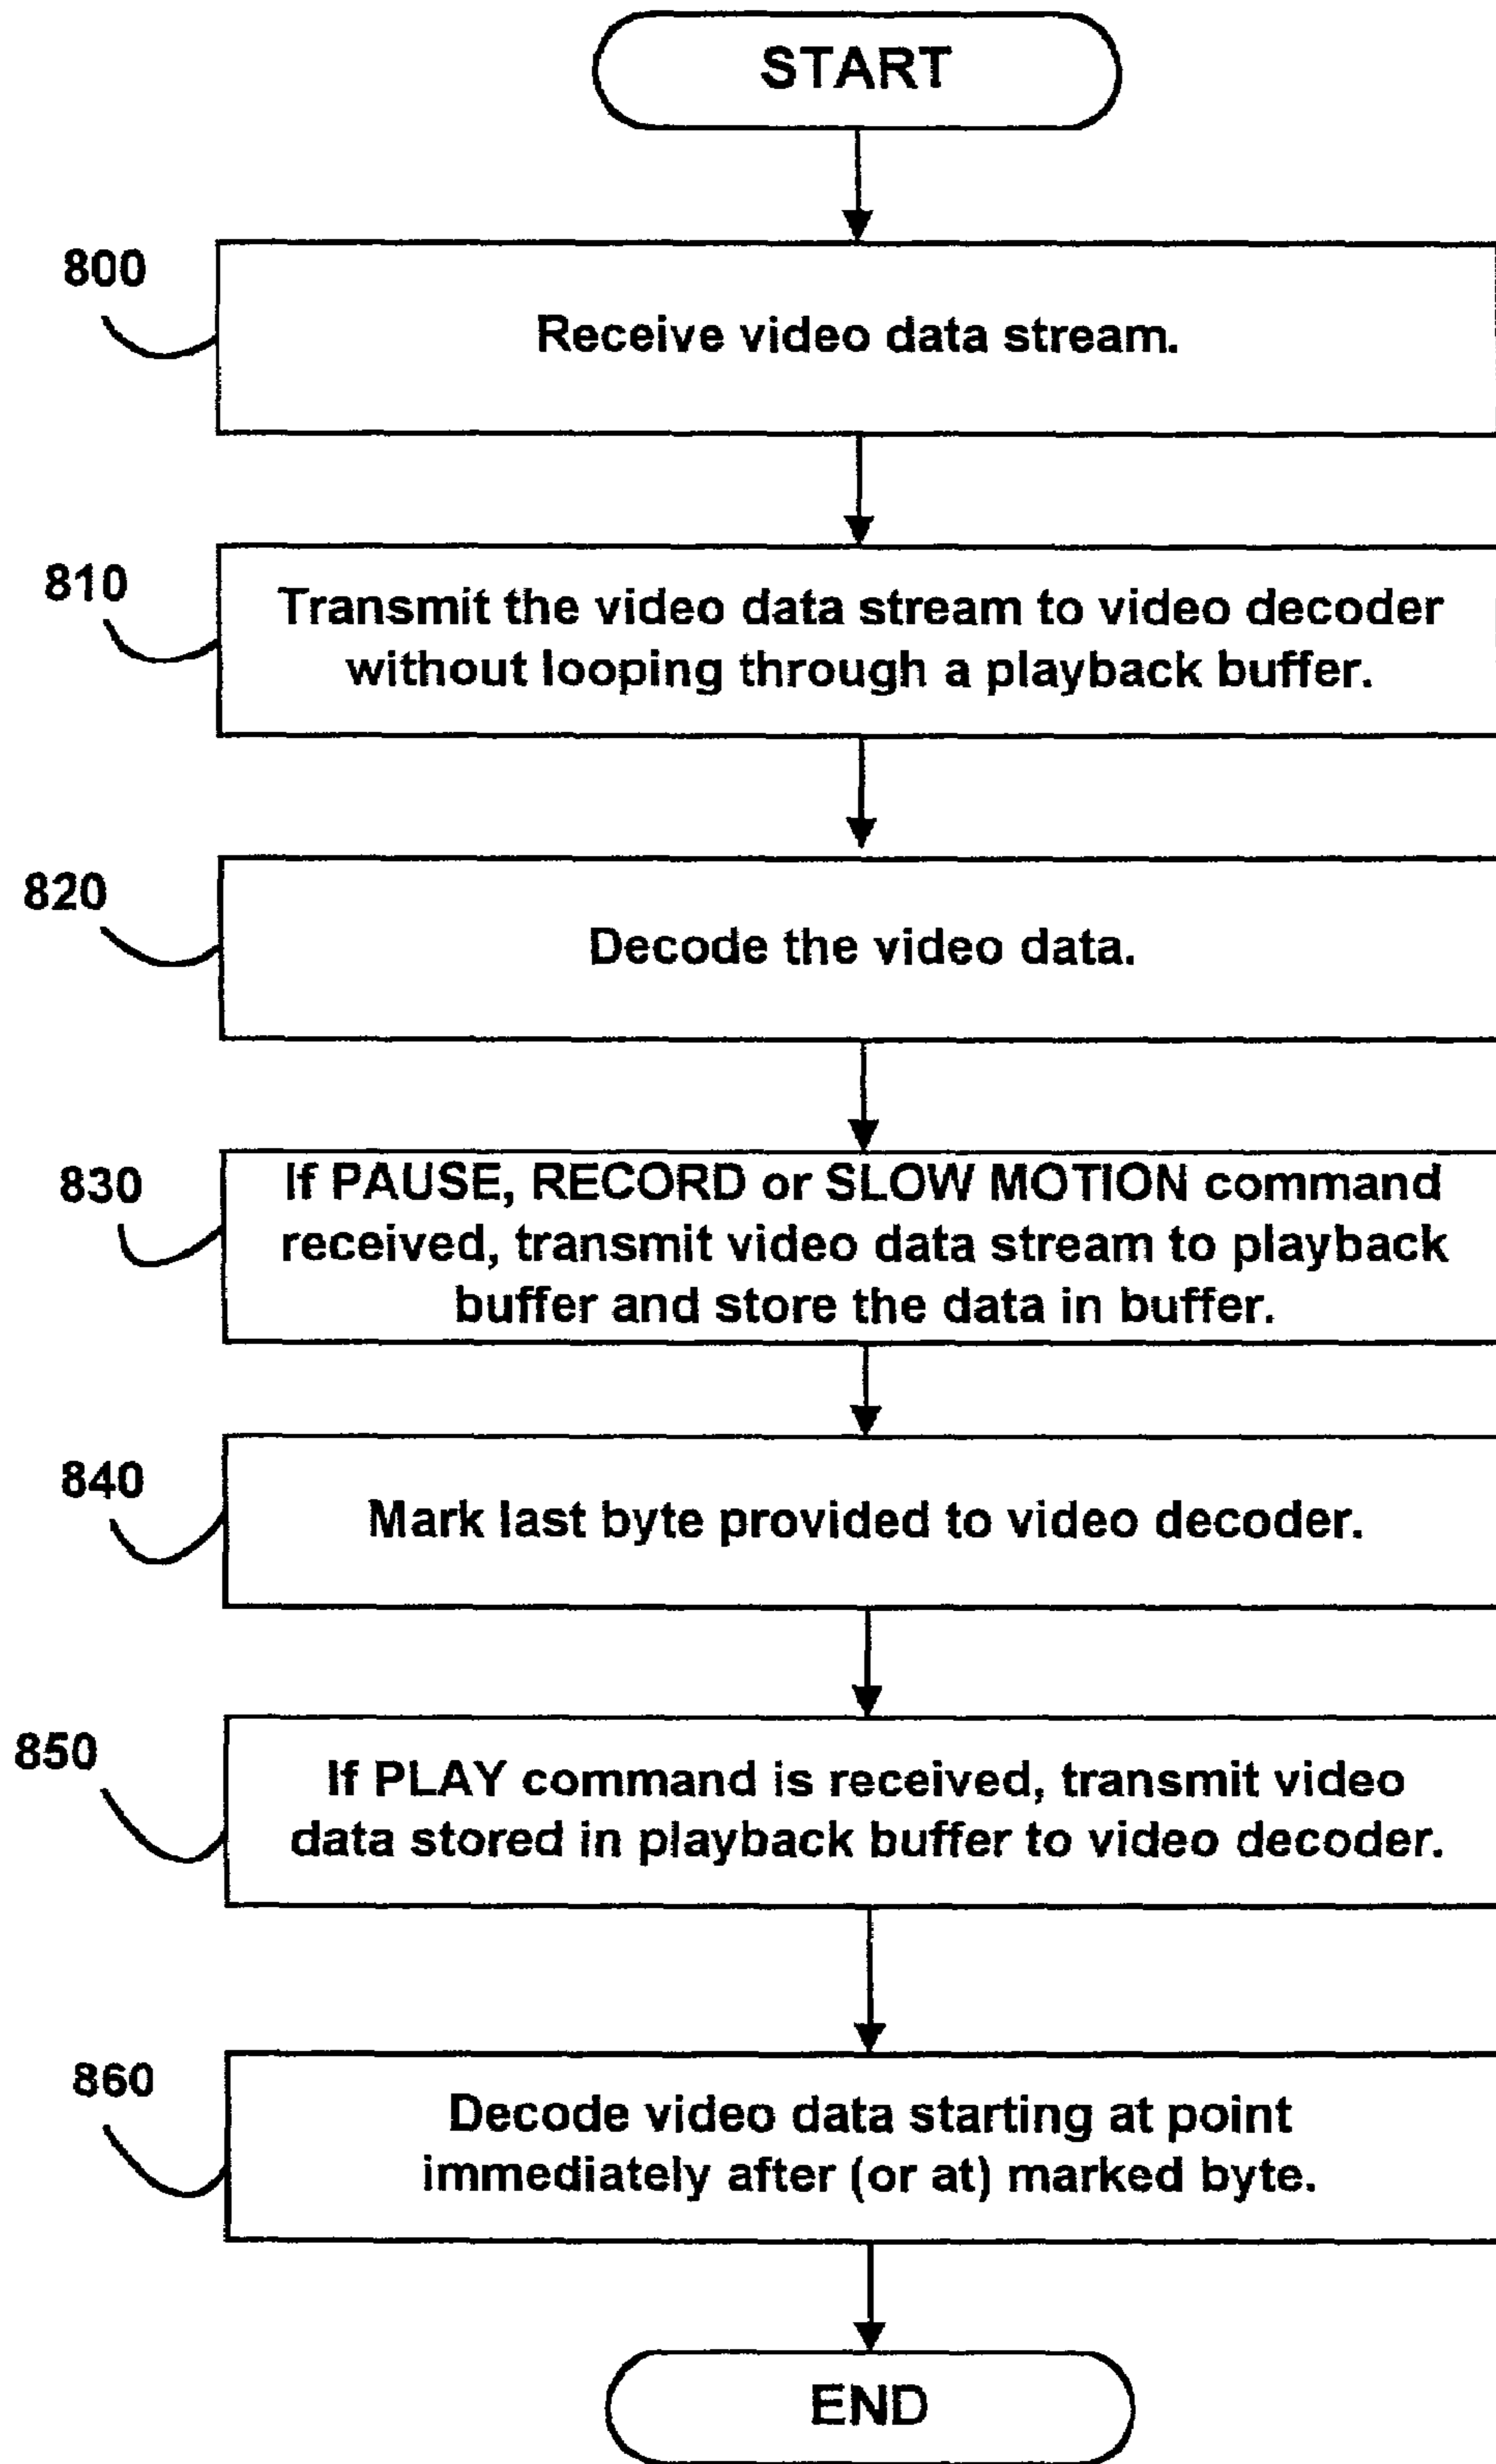 START
800
Receive video data stream.
810
Transmit the video data stream to video decoder
without looping through a playback buffer.
820
Decode the video data.
830
If PAUSE, RECORD or SLOW MOTION command
received, transmit video data stream to playback
buffer and store the data in buffer.
840
Mark last byte provided to video decoder.
850
If PLAY command is received, transmit video
data stored in playback buffer to video decoder.
860
Decode video data starting at point
immediately after (or at) marked byte.
END